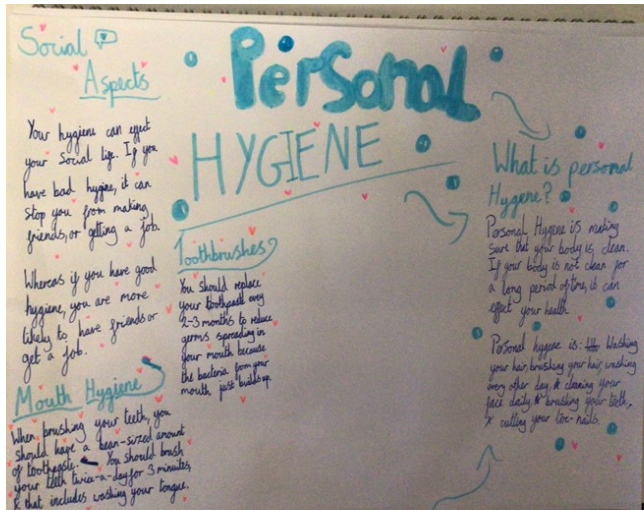 Personal
HYGIENE
Social
Aspects
Your hygiene can effect
your Social life. If you
have bad hygine, it can
stop you from making
friends, or getting a job.
Whereas if you have good
hygiene, you are more
likely to have friends or
get a job.
Mouth Hygiene
When brushing your teeth, you
should have a bean-sized amount
of toothpaste. You should brush
your teeth twice-a-day for 3 minuites,
& that includes washing your tongue.
Toothbrushes
You should replace
your toothpaste every
2-3 months to reduce
germs spreading in
your mouth because
the bacteria from your
mouth just builds up.
What is personal
Hygene?
Personal Hygene is making
Sure that your body is clean.
If your body is not clean for
a long period of time, it can
effect your health
Personal hygiene is: Washing
your hair, brushing your hair, washing
every other day, & cleaning your
face daily, & brushing your teeth,
& cutting your toe-nails.